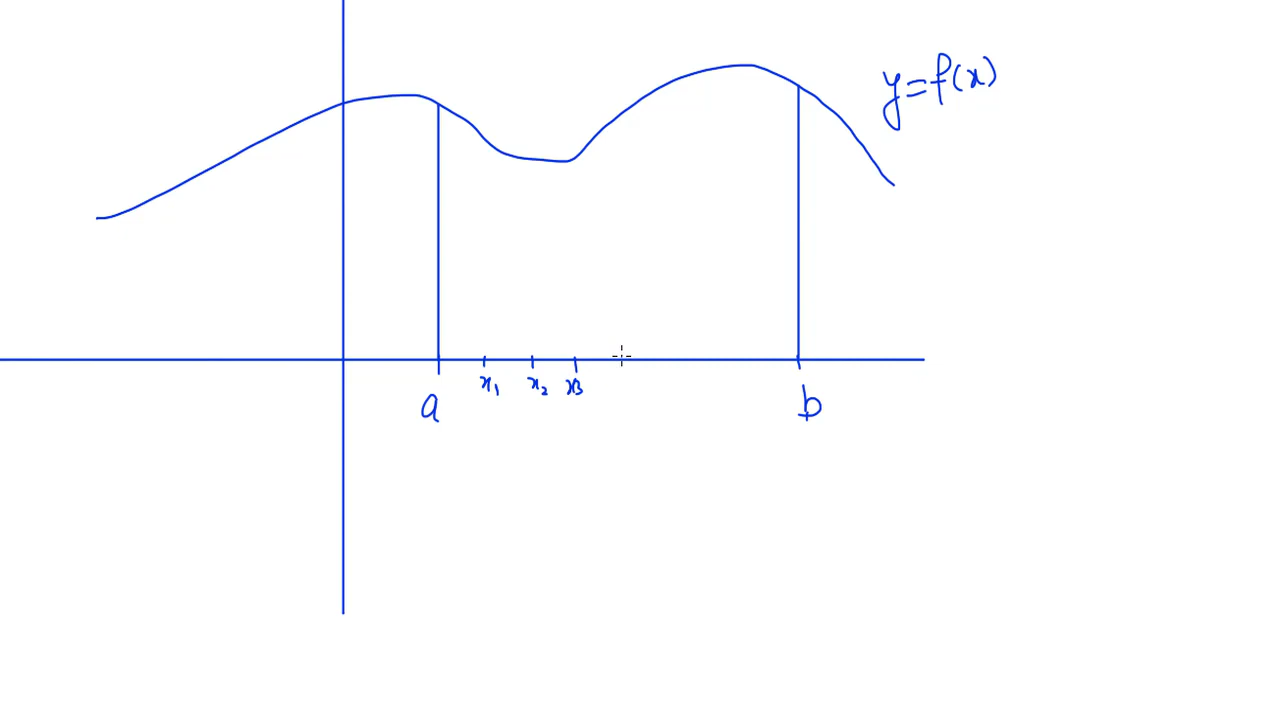 y=f(x)
x₁ x₂ x3
a b